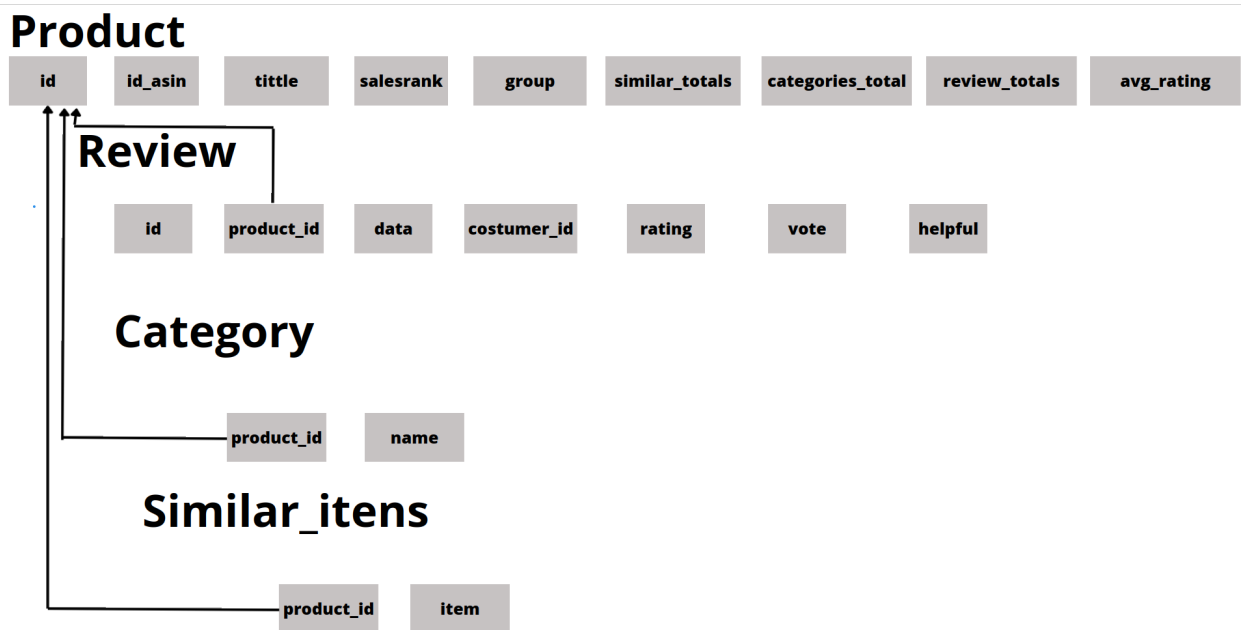 Product
id id_asin tittle salesrank group similar_totals categories_total review_totals avg_rating
Review
id product_id data costumer_id rating vote helpful
Category
product_id name
Similar_itens
product_id item